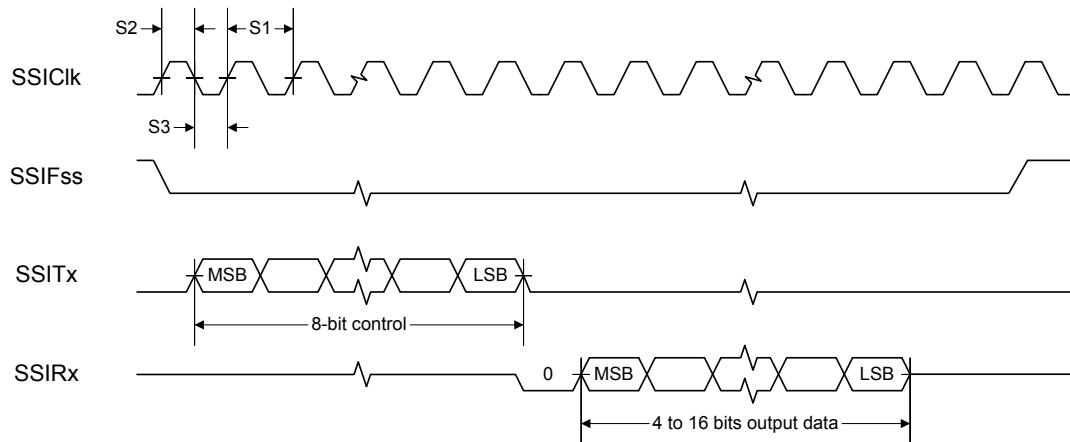 S2
S1
SSIClk
S3
SSIFss
SSITx
MSB
LSB
8-bit control
SSIRx
0
MSB
LSB
4 to 16 bits output data